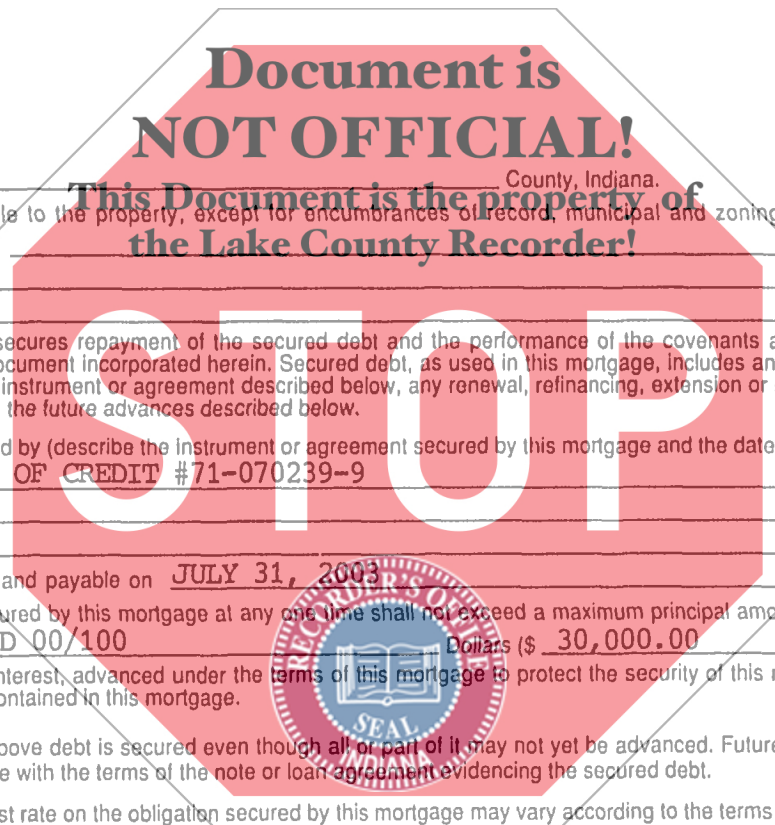 Document is
NOT OFFICIAL!
County, Indiana.
This Document is the property of
le to the property, except for encumbrances of record, municipal and zoning
the Lake County Recorder!
STOP
secures repayment of the secured debt and the performance of the covenants a
ocument incorporated herein. Secured debt, as used in this mortgage, includes an
instrument or agreement described below, any renewal, refinancing, extension or
the future advances described below.
d by (describe the instrument or agreement secured by this mortgage and the date
OF CREDIT #71-070239-9
and payable on JULY 31, 2003
ured by this mortgage at any one time shall not exceed a maximum principal amo
D 00/100 Dollars ($ 30,000.00
nterest, advanced under the terms of this mortgage to protect the security of this m
ontained in this mortgage.
RECORDER'S OFFICE
SEAL
INDIANA
bove debt is secured even though all or part of it may not yet be advanced. Future
e with the terms of the note or loan agreement evidencing the secured debt.
st rate on the obligation secured by this mortgage may vary according to the terms